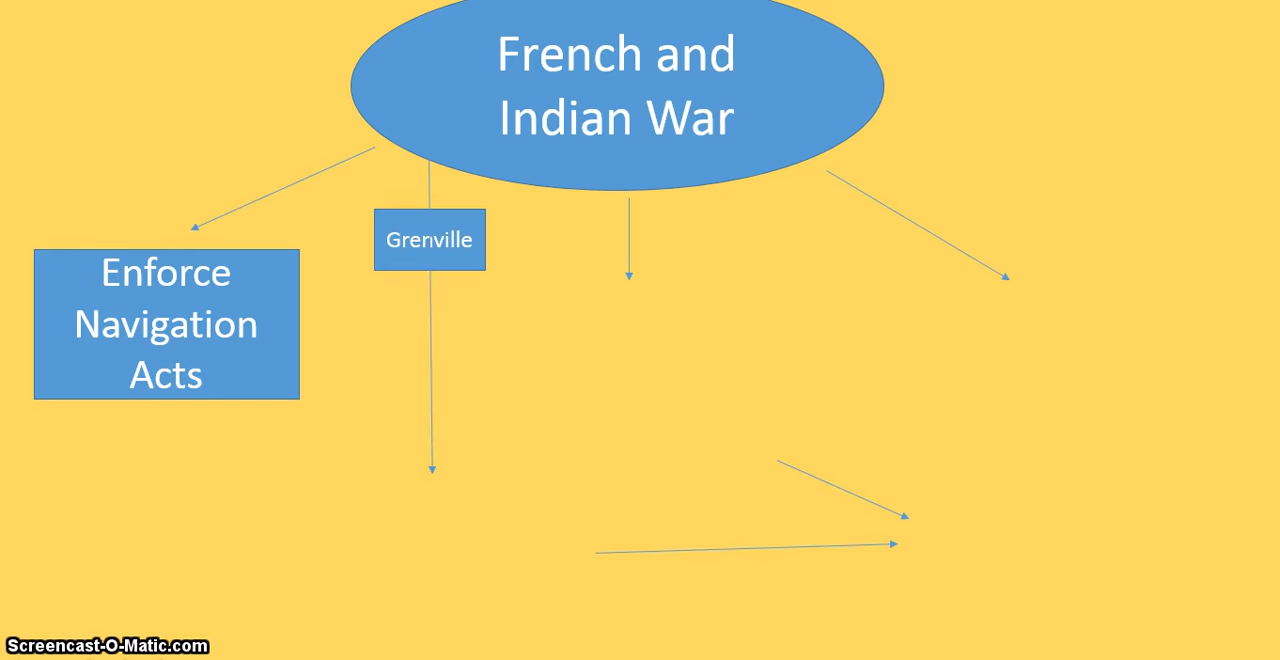 French and
Indian War
Grenville
Enforce
Navigation
Acts
Screencast-O-Matic.com